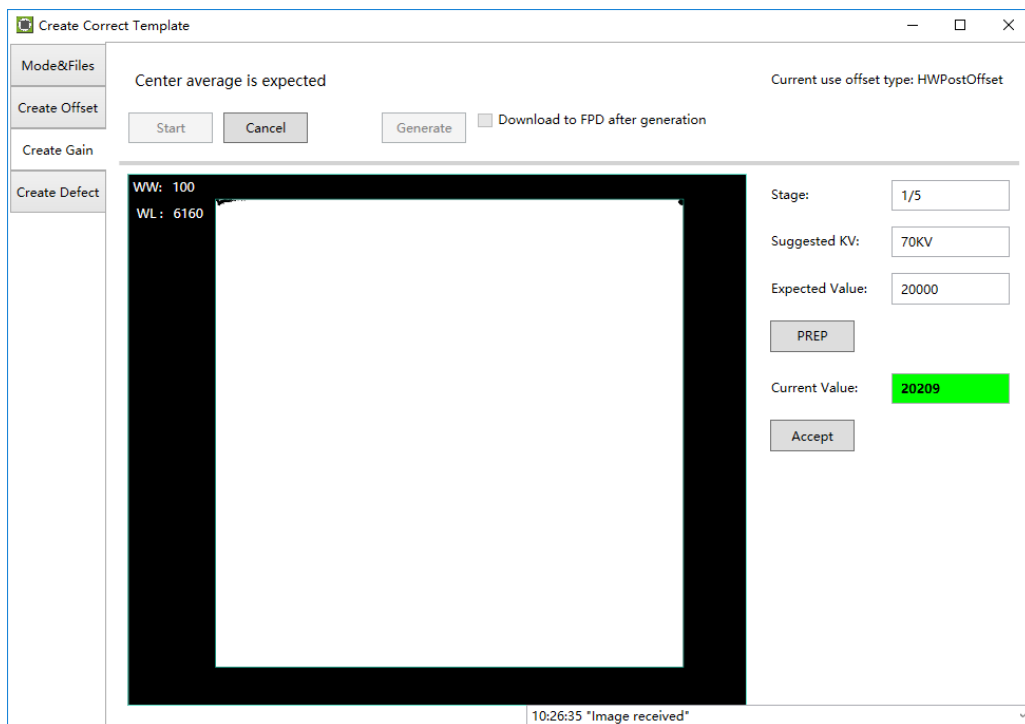 Create Correct Template
Mode&Files
Create Offset
Create Gain
Create Defect
Center average is expected
Current use offset type: HWPostOffset
Start
Cancel
Generate
Download to FPD after generation
WW: 100
WL: 6160
Stage:
1/5
Suggested KV:
70KV
Expected Value:
20000
PREP
Current Value:
20209
Accept
10:26:35 "Image received"